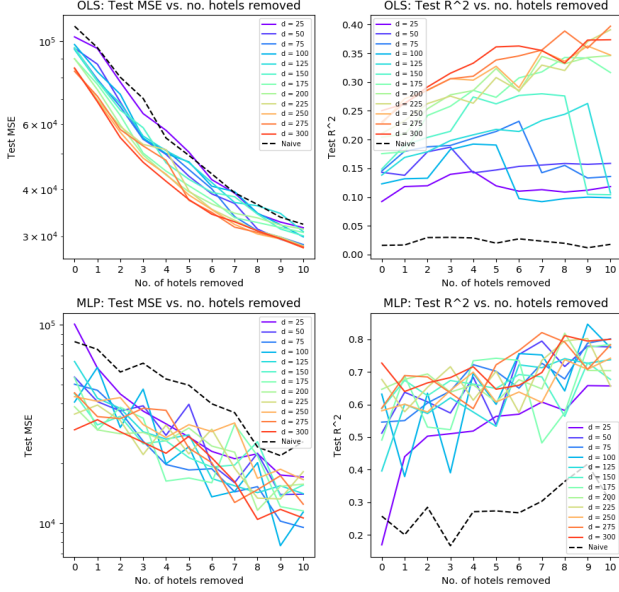 OLS: Test MSE vs. no. hotels removed
Test MSE
10^5
6 × 10^4
4 × 10^4
3 × 10^4
0 1 2 3 4 5 6 7 8 9 10
No. of hotels removed
d = 25
d = 50
d = 75
d = 100
d = 125
d = 150
d = 175
d = 200
d = 225
d = 250
d = 275
d = 300
Naive
OLS: Test R^2 vs. no. hotels removed
Test R^2
0.40
0.35
0.30
0.25
0.20
0.15
0.10
0.05
0.00
0 1 2 3 4 5 6 7 8 9 10
No. of hotels removed
d = 25
d = 50
d = 75
d = 100
d = 125
d = 150
d = 175
d = 200
d = 225
d = 250
d = 275
d = 300
Naive
MLP: Test MSE vs. no. hotels removed
Test MSE
10^5
10^4
0 1 2 3 4 5 6 7 8 9 10
No. of hotels removed
d = 25
d = 50
d = 75
d = 100
d = 125
d = 150
d = 175
d = 200
d = 225
d = 250
d = 275
d = 300
Naive
MLP: Test R^2 vs. no. hotels removed
Test R^2
0.8
0.6
0.4
0.2
0 1 2 3 4 5 6 7 8 9 10
No. of hotels removed
d = 25
d = 50
d = 75
d = 100
d = 125
d = 150
d = 175
d = 200
d = 225
d = 250
d = 275
d = 300
Naive